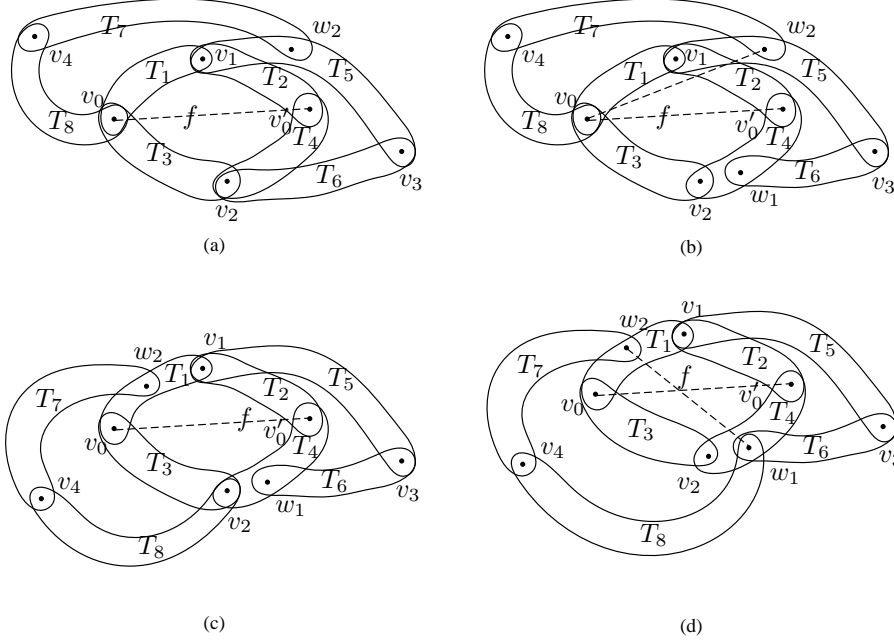 T₇ w₂
v₄ v₁
T₁ T₂ T₅
v₀
T₈ f v₀′ T₄
T₃ T₆
v₂ v₃
(a)
T₇ w₂
v₄ v₁
T₁ T₂ T₅
v₀
T₈ f v₀′ T₄
T₃ T₆
v₂ w₁ v₃
(b)
v₁
w₂ T₁ T₂ T₅
T₇
v₀ f v₀′ T₄
T₃ T₆
v₄ v₂ w₁ v₃
T₈
(c)
v₁
w₂ T₁ T₂ T₅
T₇ f
v₀ v₀′ T₄
T₃ T₆
v₄ v₂ w₁ v₃
T₈
(d)